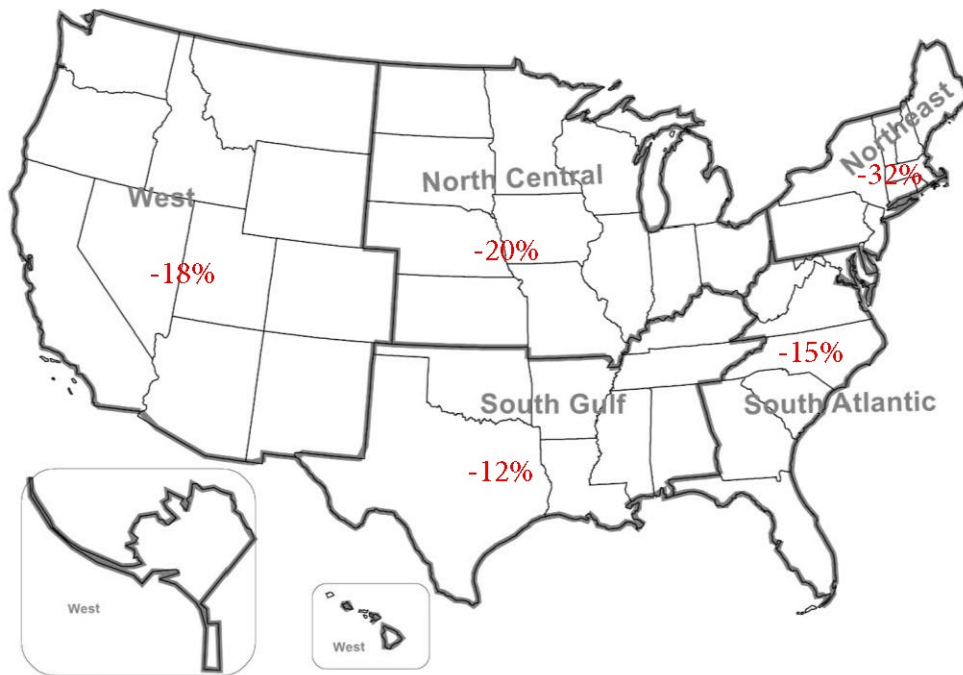 Northeast
-32%
North Central
West
-20%
-18%
-15%
South Gulf
South Atlantic
-12%
West
West